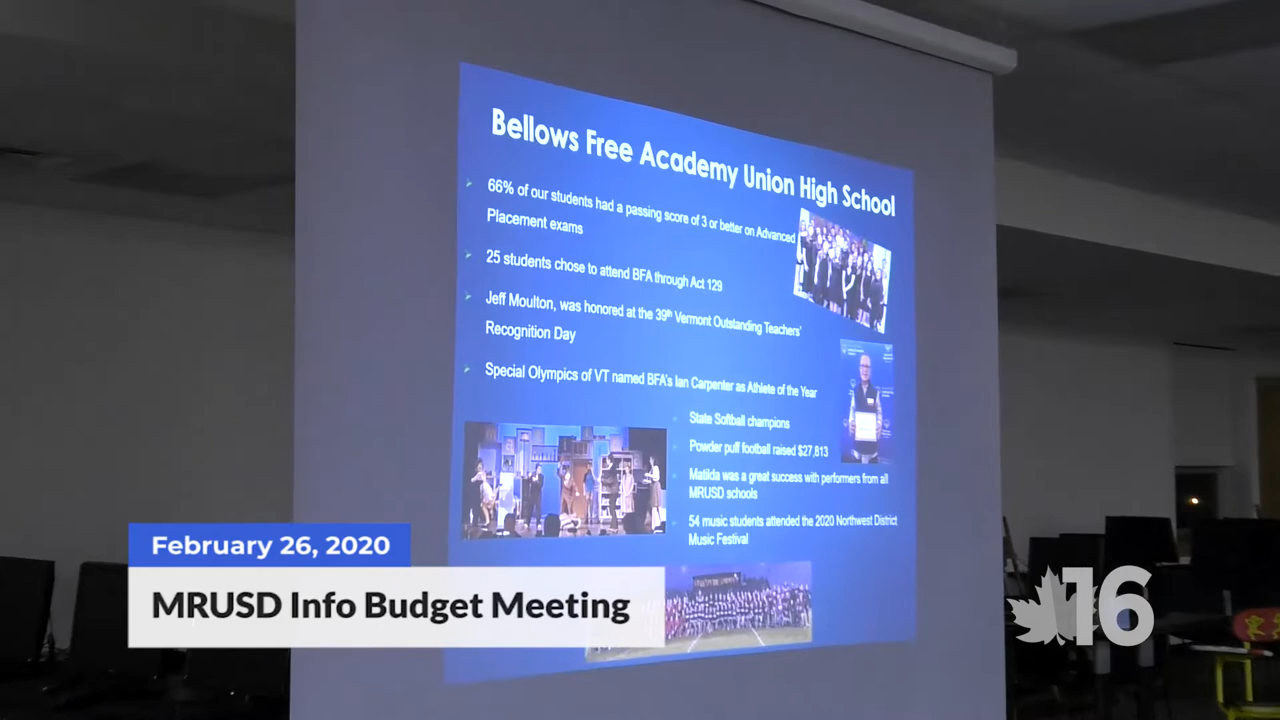 Bellows Free Academy Union High School
66% of our students had a passing score of 3 or better on Advanced
Placement exams
25 students chose to attend BFA through Act 129
Jeff Moulton, was honored at the 39th Vermont Outstanding Teachers'
Recognition Day
Special Olympics of VT named BFA's Ian Carpenter as Athlete of the Year
State Softball champions
Powder puff football raised $27,813
Matilda was a great success with performers from all
MRUSD schools
54 music students attended the 2020 Northwest District
Music Festival
February 26, 2020
MRUSD Info Budget Meeting
16